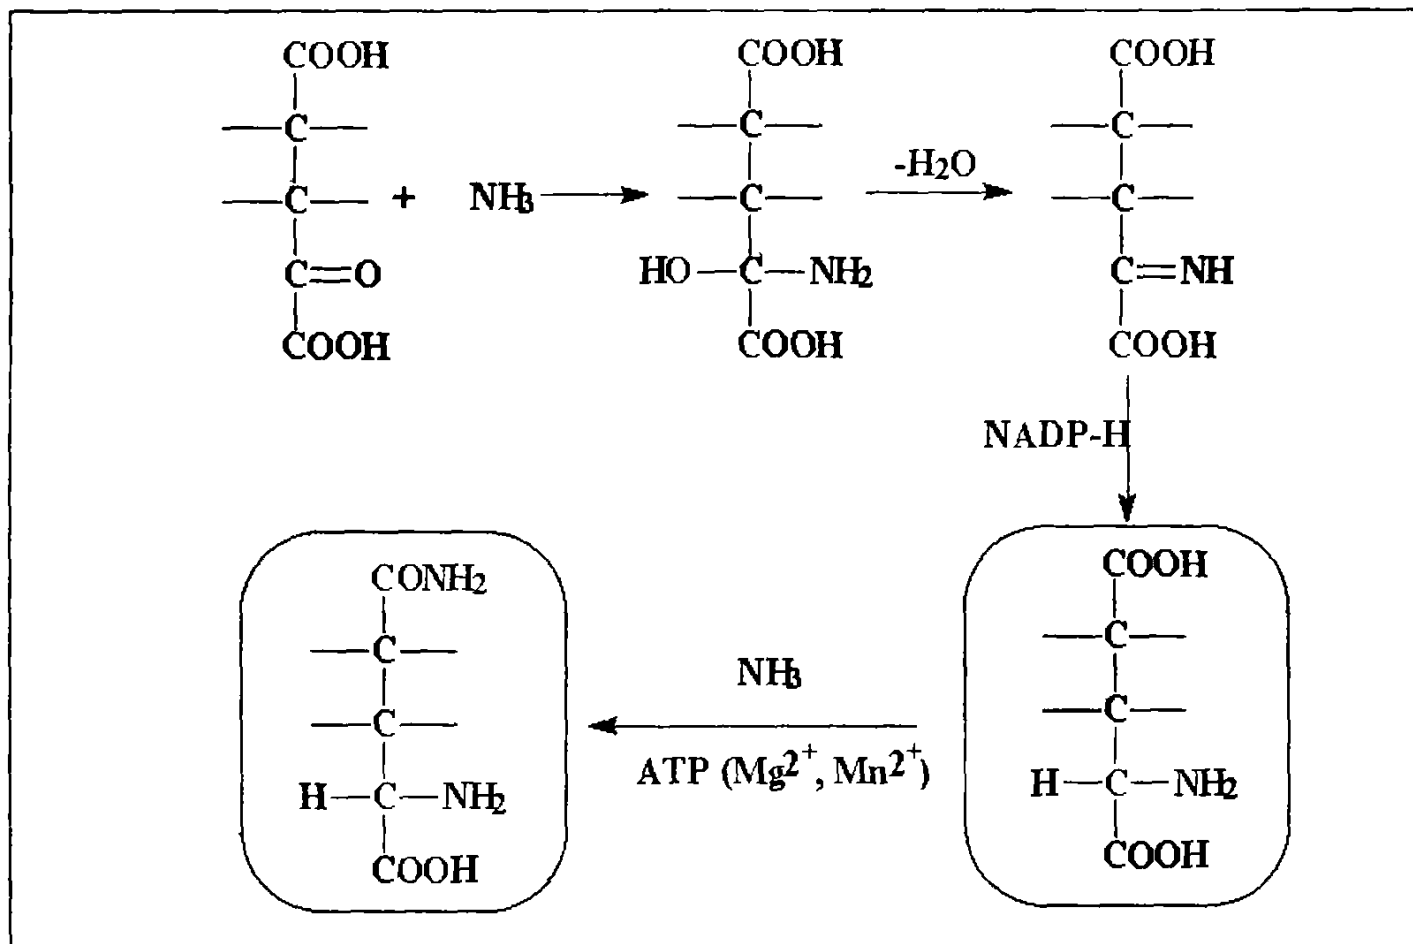 COOH
C
C
C=O
COOH
+ NH3
COOH
C
C
HO C NH2
COOH
-H2O
COOH
C
C
C=NH
COOH
NADP-H
COOH
C
C
H C NH2
COOH
NH3
ATP (Mg2+, Mn2+)
CONH2
C
C
H C NH2
COOH